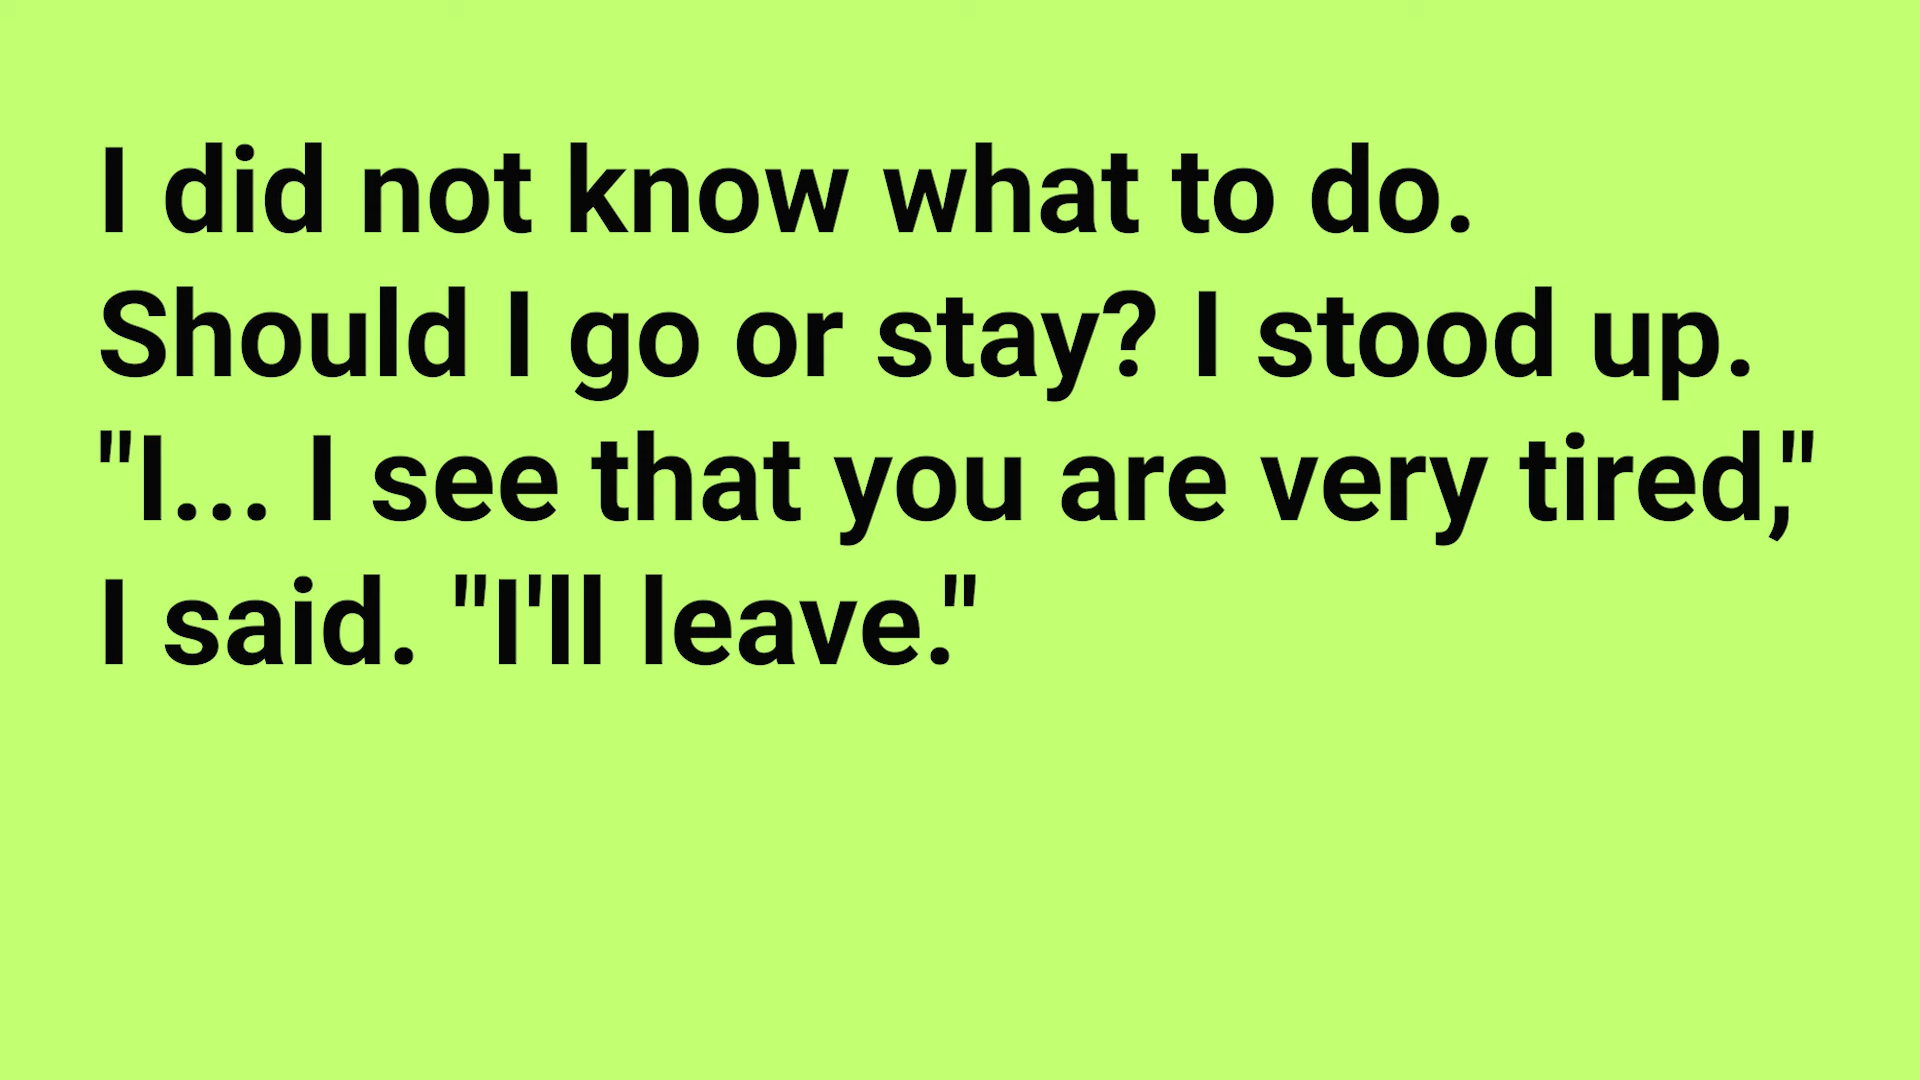 I did not know what to do.
Should I go or stay? I stood up.
"I... I see that you are very tired,"
I said. "I'll leave."